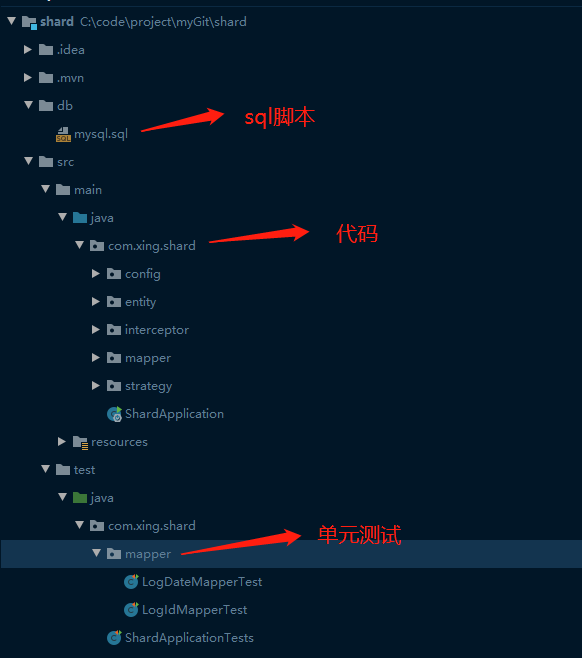 shard C:\code\project\myGit\shard
.idea
.mvn
db
sql脚本
mysql.sql
src
main
java
代码
com.xing.shard
config
entity
interceptor
mapper
strategy
ShardApplication
resources
test
java
com.xing.shard
单元测试
mapper
LogDateMapperTest
LogIdMapperTest
ShardApplicationTests